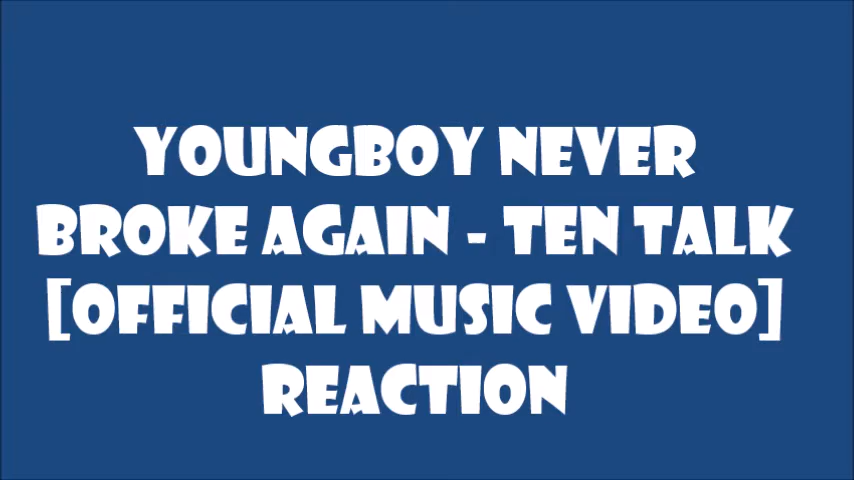 YOUNGBOY NEVER
BROKE AGAIN - TEN TALK
[OFFICIAL MUSIC VIDEO]
REACTION